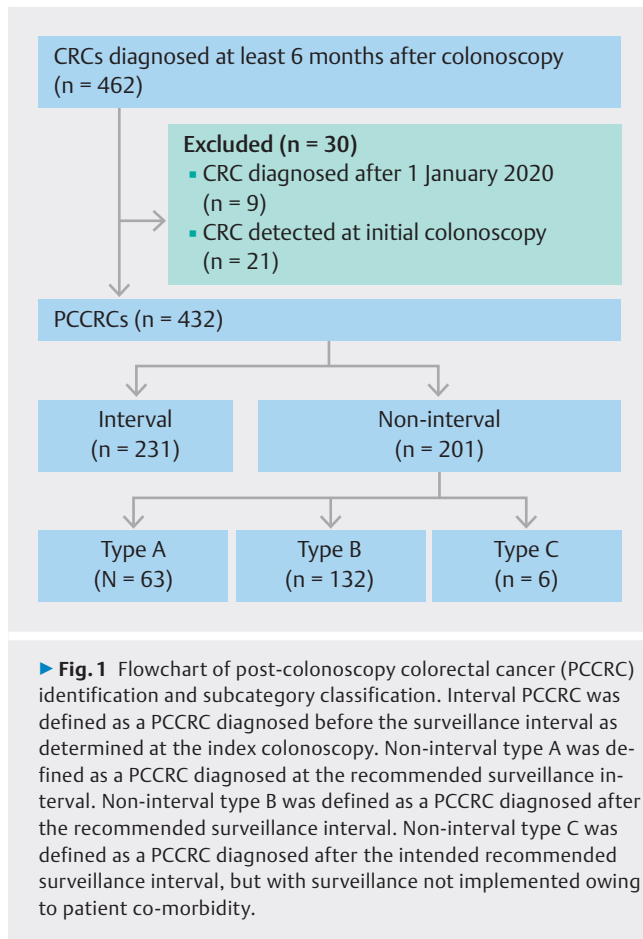 CRCs diagnosed at least 6 months after colonoscopy
(n = 462)
Excluded (n = 30)
▪ CRC diagnosed after 1 January 2020
(n = 9)
▪ CRC detected at initial colonoscopy
(n = 21)
PCCRCs (n = 432)
Interval
(n = 231)
Non-interval
(n = 201)
Type A
(N = 63)
Type B
(n = 132)
Type C
(n = 6)
▶ Fig. 1 Flowchart of post-colonoscopy colorectal cancer (PCCRC)
identification and subcategory classification. Interval PCCRC was
defined as a PCCRC diagnosed before the surveillance interval as
determined at the index colonoscopy. Non-interval type A was de-
fined as a PCCRC diagnosed at the recommended surveillance in-
terval. Non-interval type B was defined as a PCCRC diagnosed after
the recommended surveillance interval. Non-interval type C was
defined as a PCCRC diagnosed after the intended recommended
surveillance interval, but with surveillance not implemented owing
to patient co-morbidity.